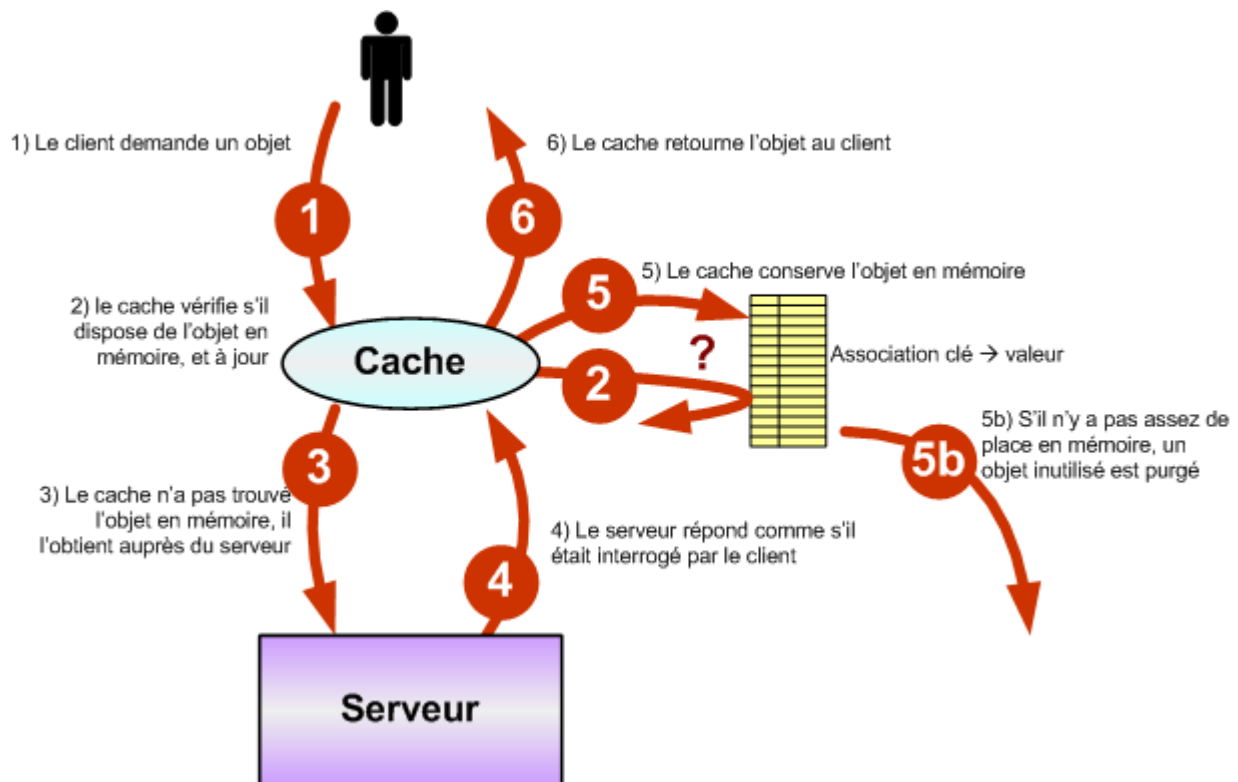 1) Le client demande un objet
6) Le cache retourne l'objet au client
1
6
5) Le cache conserve l'objet en mémoire
5
2) le cache vérifie s'il
dispose de l'objet en
mémoire, et à jour
Cache
?
2
Association clé → valeur
5b) S'il n'y a pas assez de
place en mémoire, un
objet inutilisé est purgé
5b
3
3) Le cache n'a pas trouvé
l'objet en mémoire, il
l'obtient auprès du serveur
4) Le serveur répond comme s'il
était interrogé par le client
4
Serveur